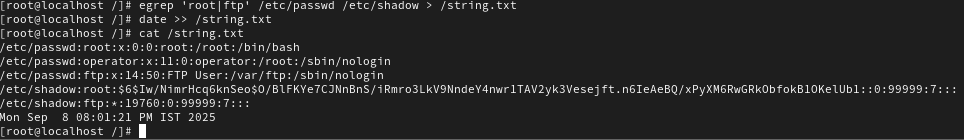 [root@localhost /]# egrep 'root|ftp' /etc/passwd /etc/shadow > /string.txt
[root@localhost /]# date >> /string.txt
[root@localhost /]# cat /string.txt
/etc/passwd:root:x:0:0:root:/root:/bin/bash
/etc/passwd:operator:x:11:0:operator:/root:/sbin/nologin
/etc/passwd:ftp:x:14:50:FTP User:/var/ftp:/sbin/nologin
/etc/shadow:root:$6$Iw/NimrHcq6knSeo$O/BlFKYe7CJNnBnS/iRmro3LkV9NndeY4nwr1TAV2yk3Vesejft.n6IeAeBQ/xPyXM6RwGRkObfokBlOKelUb1::0:99999:7:::
/etc/shadow:ftp:*:19760:0:99999:7:::
Mon Sep  8 08:01:21 PM IST 2025
[root@localhost /]#